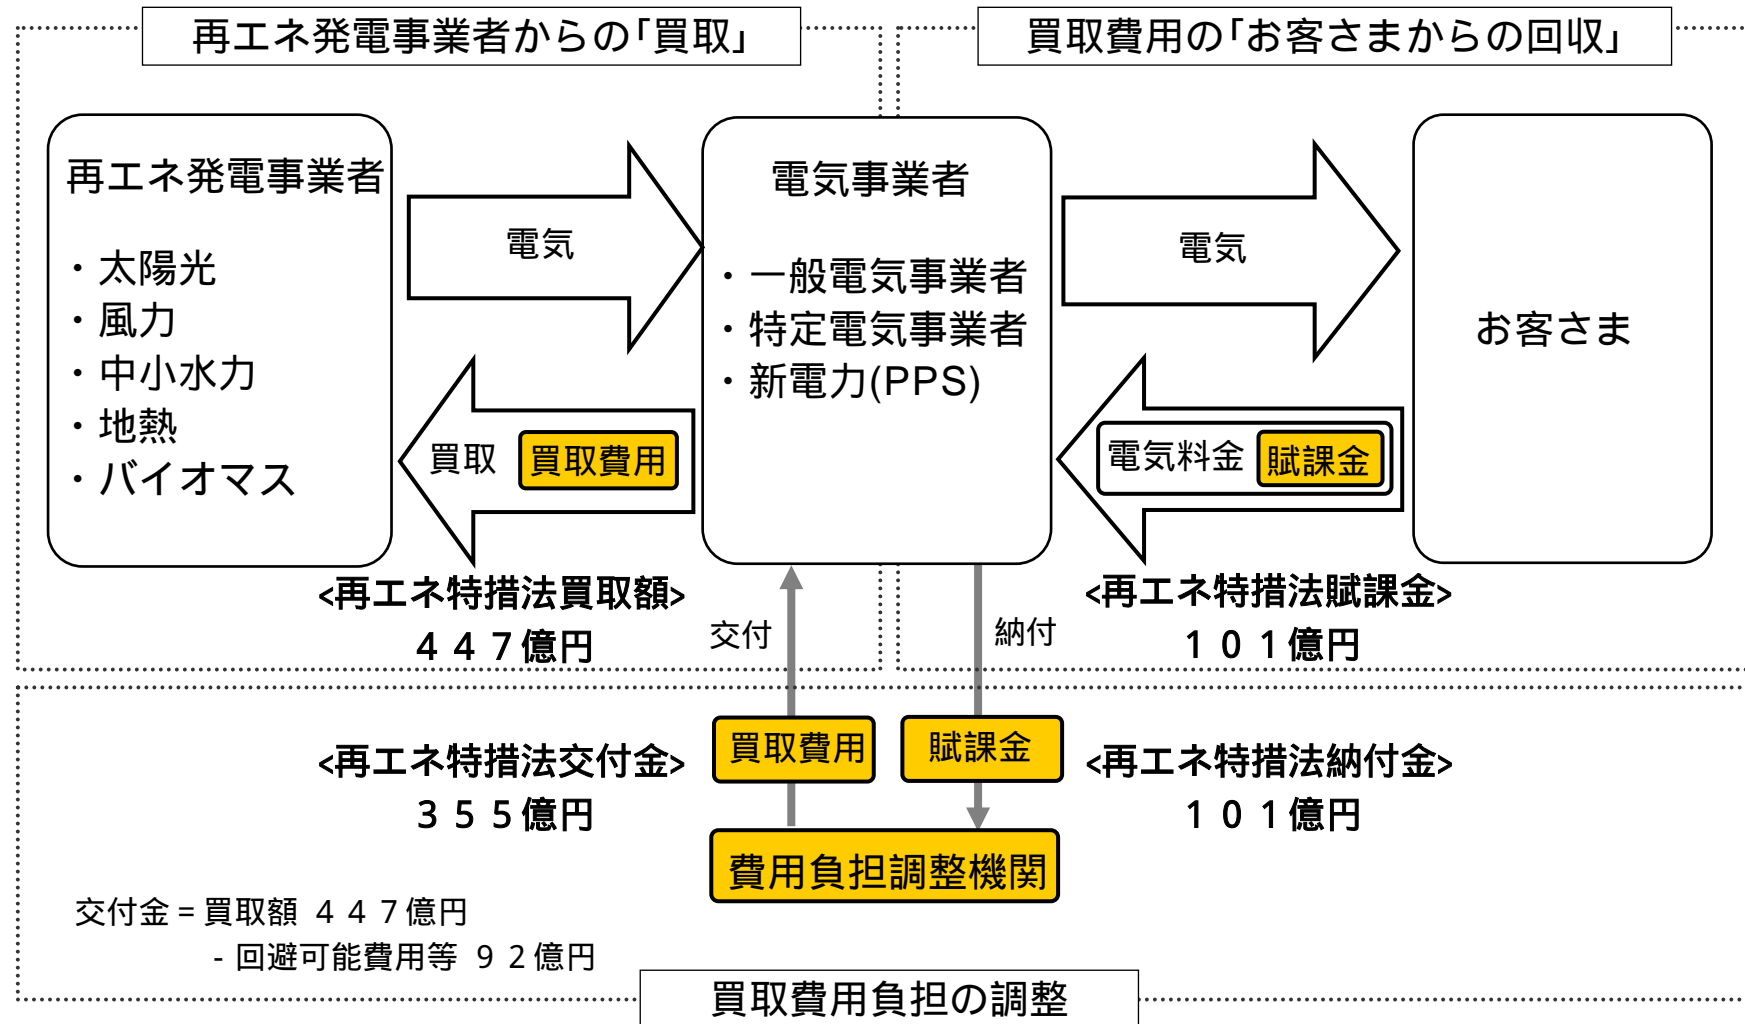 再エネ発電事業者からの｢買取」
買取費用の｢お客さまからの回収」
再エネ発電事業者
・太陽光
・風力
・中小水力
・地熱
・バイオマス
電気
買取 買取費用
電気事業者
・一般電気事業者
・特定電気事業者
・新電力(PPS)
電気
電気料金 賦課金
お客さま
<再エネ特措法買取額>
４４７億円
交付
納付
<再エネ特措法賦課金>
１０１億円
<再エネ特措法交付金>
３５５億円
買取費用
賦課金
<再エネ特措法納付金>
１０１億円
費用負担調整機関
交付金 = 買取額 ４４７億円
- 回避可能費用等 ９２億円
買取費用負担の調整